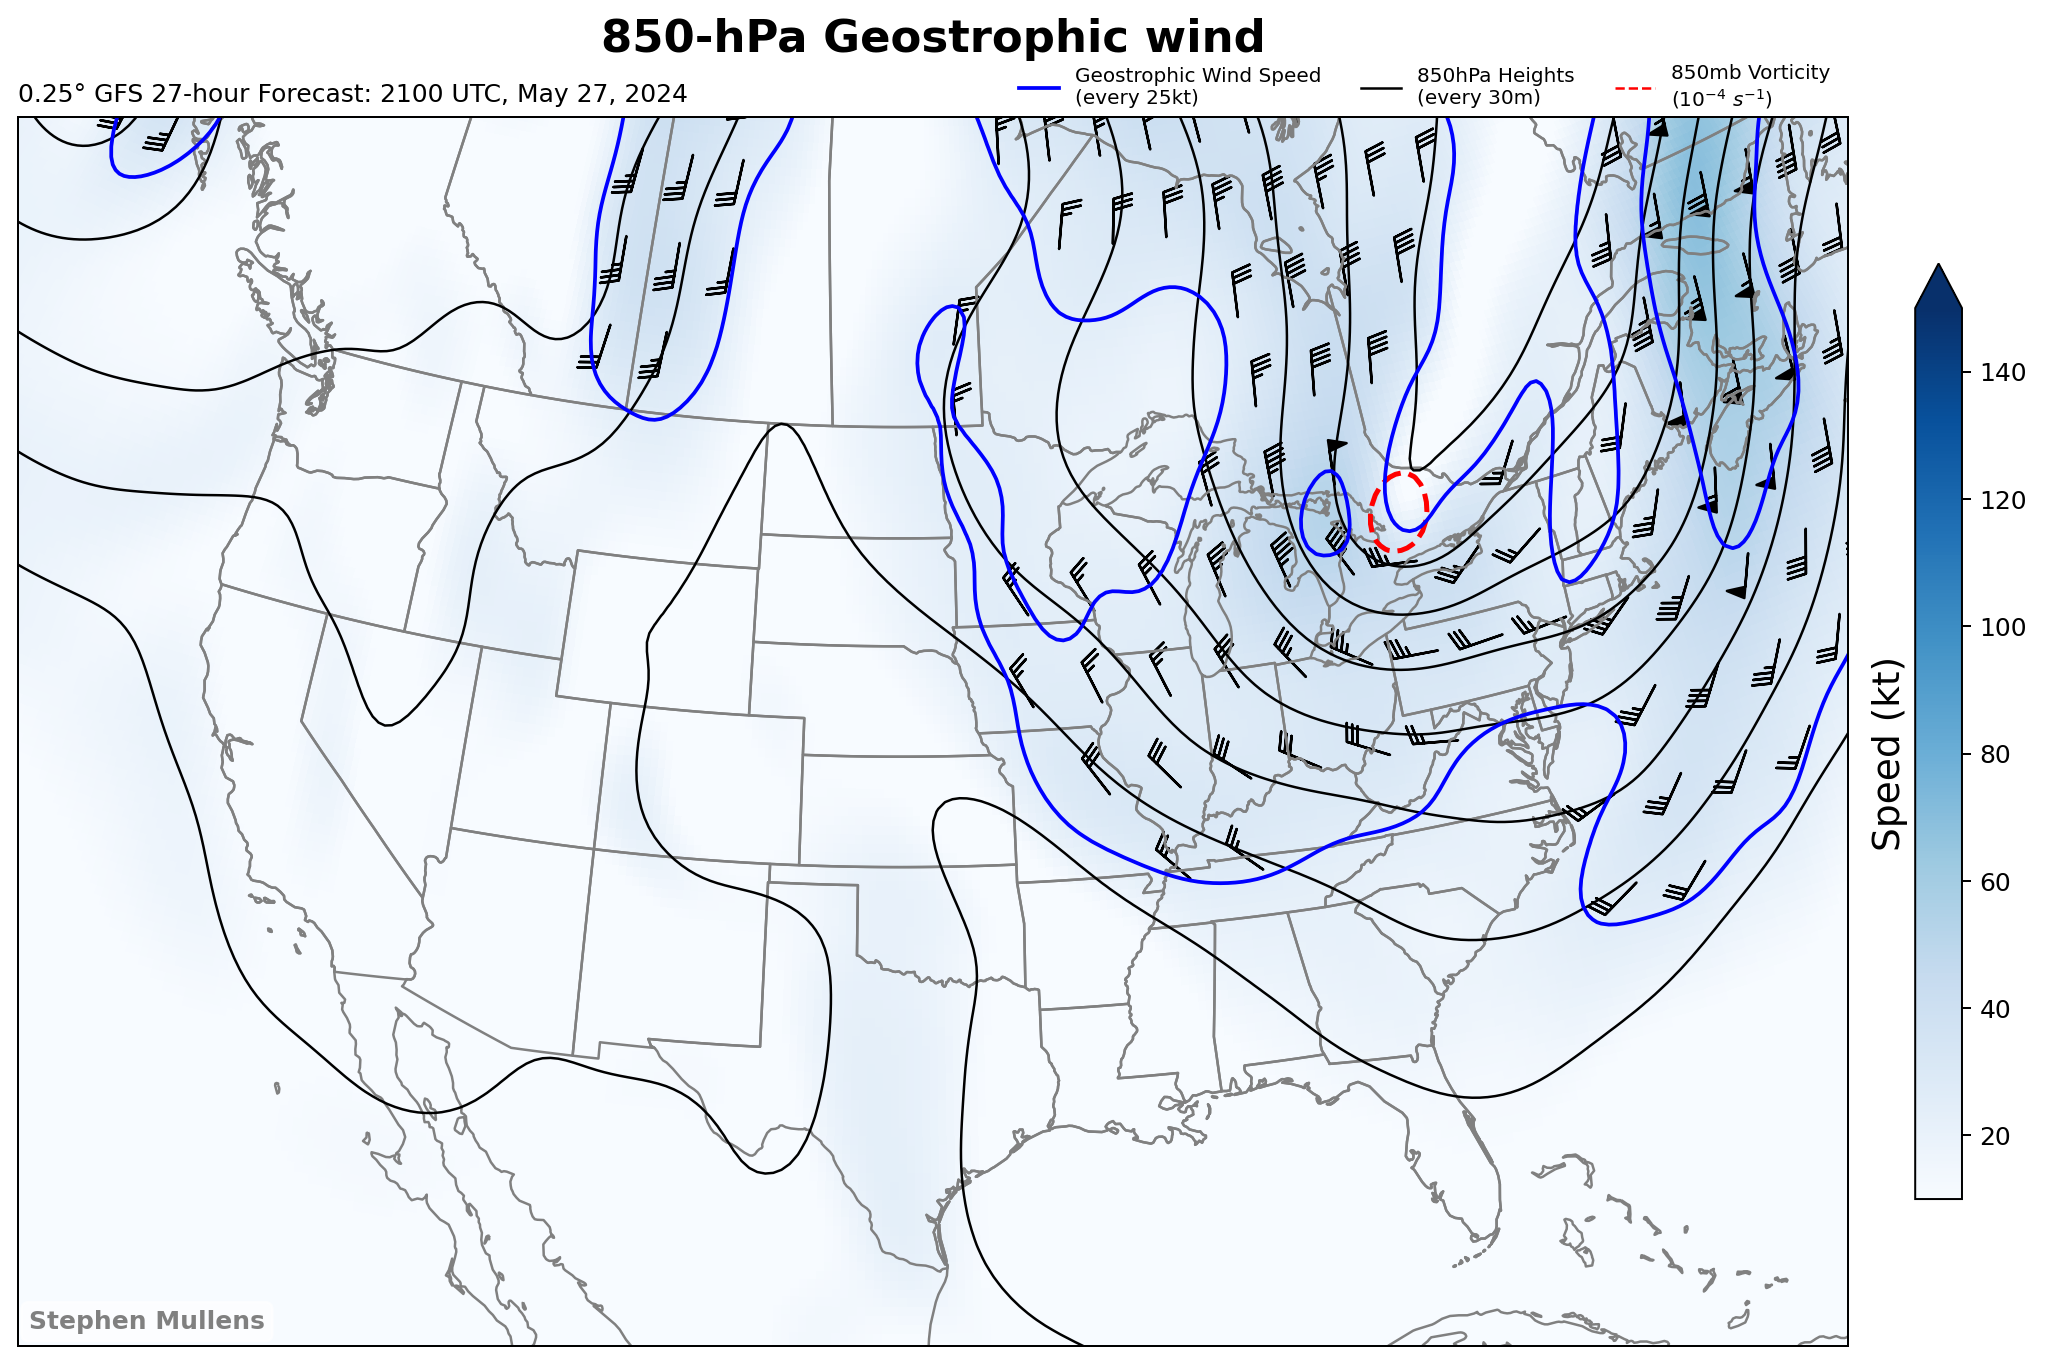 850-hPa Geostrophic wind
0.25° GFS 27-hour Forecast: 2100 UTC, May 27, 2024
Geostrophic Wind Speed
(every 25kt)
850hPa Heights
(every 30m)
850mb Vorticity
(10⁻⁴ s⁻¹)
140
120
100
80
60
40
20
Speed (kt)
Stephen Mullens